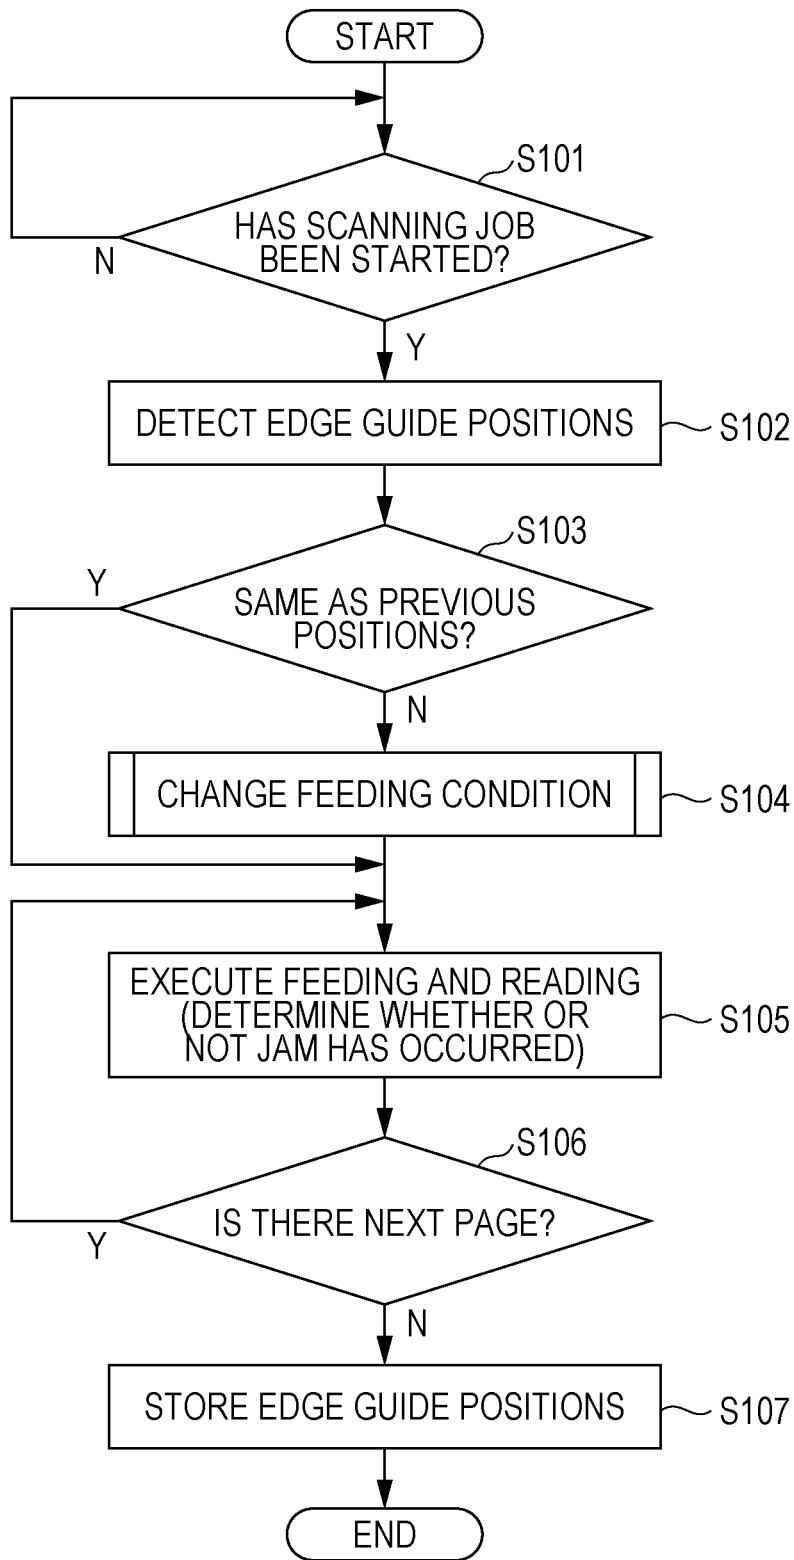 START
S101
HAS SCANNING JOB
BEEN STARTED?
N
Y
DETECT EDGE GUIDE POSITIONS
S102
S103
Y
SAME AS PREVIOUS
POSITIONS?
N
CHANGE FEEDING CONDITION
S104
EXECUTE FEEDING AND READING
(DETERMINE WHETHER OR
NOT JAM HAS OCCURRED)
S105
S106
IS THERE NEXT PAGE?
Y
N
STORE EDGE GUIDE POSITIONS
S107
END